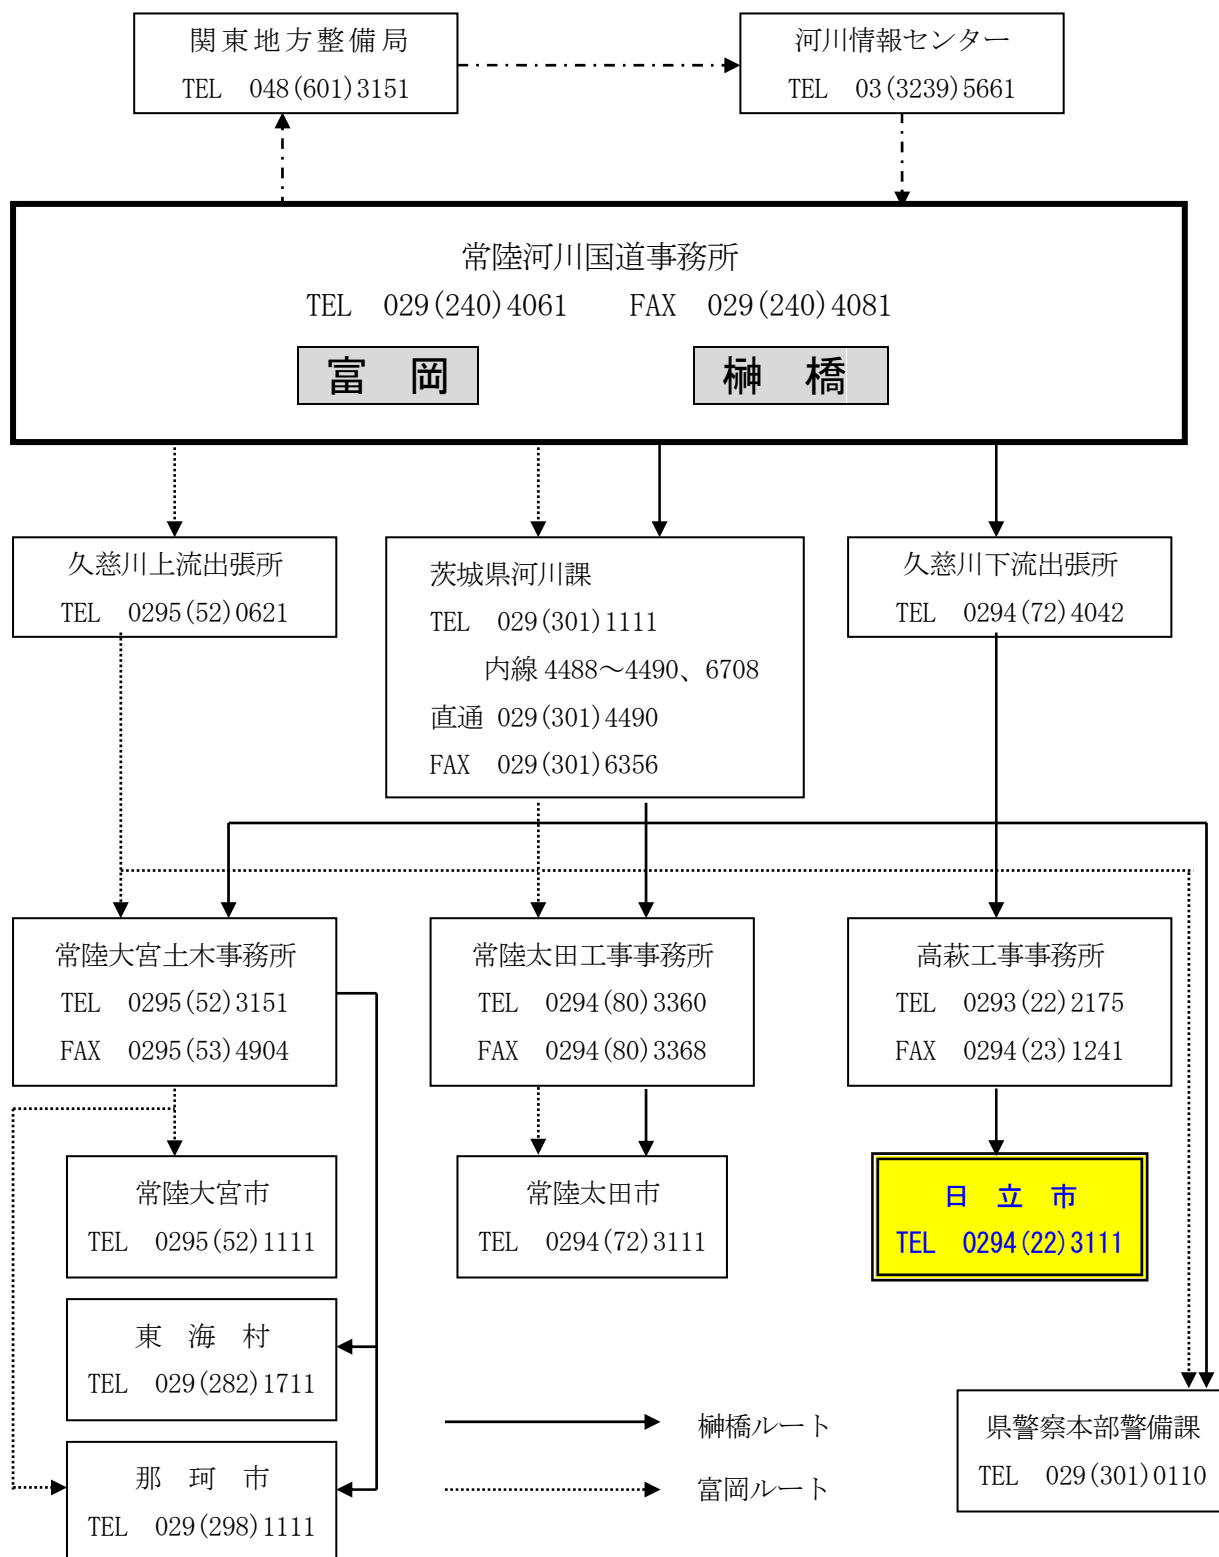 関東地方整備局
TEL　048(601)3151
河川情報センター
TEL　03(3239)5661
常陸河川国道事務所
TEL　029(240)4061　　FAX　029(240)4081
富　岡
榊　橋
久慈川上流出張所
TEL　0295(52)0621
茨城県河川課
TEL　029(301)1111
内線 4488～4490、6708
直通 029(301)4490
FAX　029(301)6356
久慈川下流出張所
TEL　0294(72)4042
常陸大宮土木事務所
TEL　0295(52)3151
FAX　0295(53)4904
常陸太田工事事務所
TEL　0294(80)3360
FAX　0294(80)3368
高萩工事事務所
TEL　0293(22)2175
FAX　0294(23)1241
常陸大宮市
TEL　0295(52)1111
常陸太田市
TEL　0294(72)3111
日　立　市
TEL　0294(22)3111
東　海　村
TEL　029(282)1711
那　珂　市
TEL　029(298)1111
榊橋ルート
富岡ルート
県警察本部警備課
TEL　029(301)0110